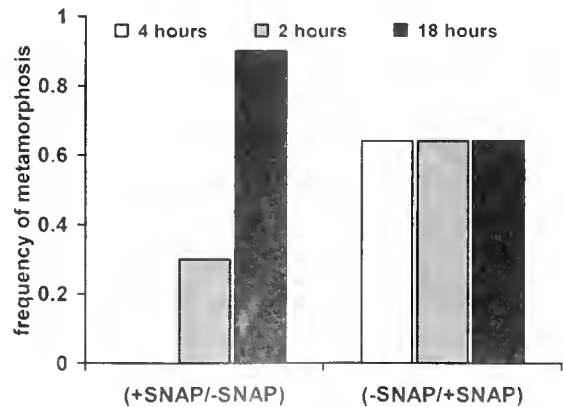 1
4 hours
2 hours
18 hours
0.8
0.6
0.4
0.2
0
frequency of metamorphosis
(+SNAP/-SNAP)
(-SNAP/+SNAP)